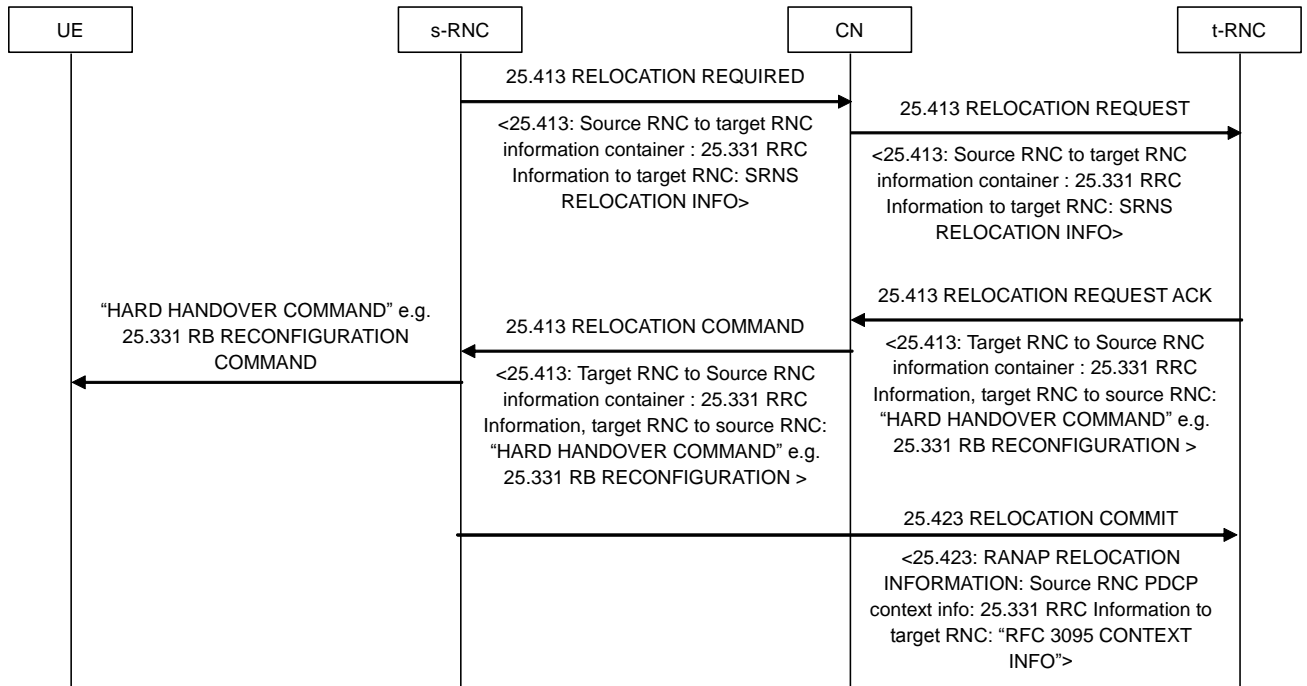 UE
s-RNC
CN
t-RNC
25.413 RELOCATION REQUIRED
<25.413: Source RNC to target RNC
information container : 25.331 RRC
Information to target RNC: SRNS
RELOCATION INFO>
25.413 RELOCATION REQUEST
<25.413: Source RNC to target RNC
information container : 25.331 RRC
Information to target RNC: SRNS
RELOCATION INFO>
25.413 RELOCATION REQUEST ACK
<25.413: Target RNC to Source RNC
information container : 25.331 RRC
Information, target RNC to source RNC:
“HARD HANDOVER COMMAND” e.g.
25.331 RB RECONFIGURATION >
25.413 RELOCATION COMMAND
<25.413: Target RNC to Source RNC
information container : 25.331 RRC
Information, target RNC to source RNC:
“HARD HANDOVER COMMAND” e.g.
25.331 RB RECONFIGURATION >
“HARD HANDOVER COMMAND” e.g.
25.331 RB RECONFIGURATION
COMMAND
25.423 RELOCATION COMMIT
<25.423: RANAP RELOCATION
INFORMATION: Source RNC PDCP
context info: 25.331 RRC Information to
target RNC: “RFC 3095 CONTEXT
INFO”>